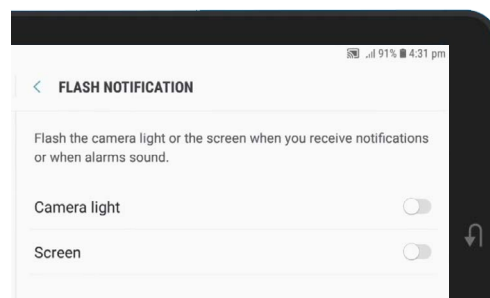 91% 4:31 pm
FLASH NOTIFICATION
Flash the camera light or the screen when you receive notifications
or when alarms sound.
Camera light
Screen